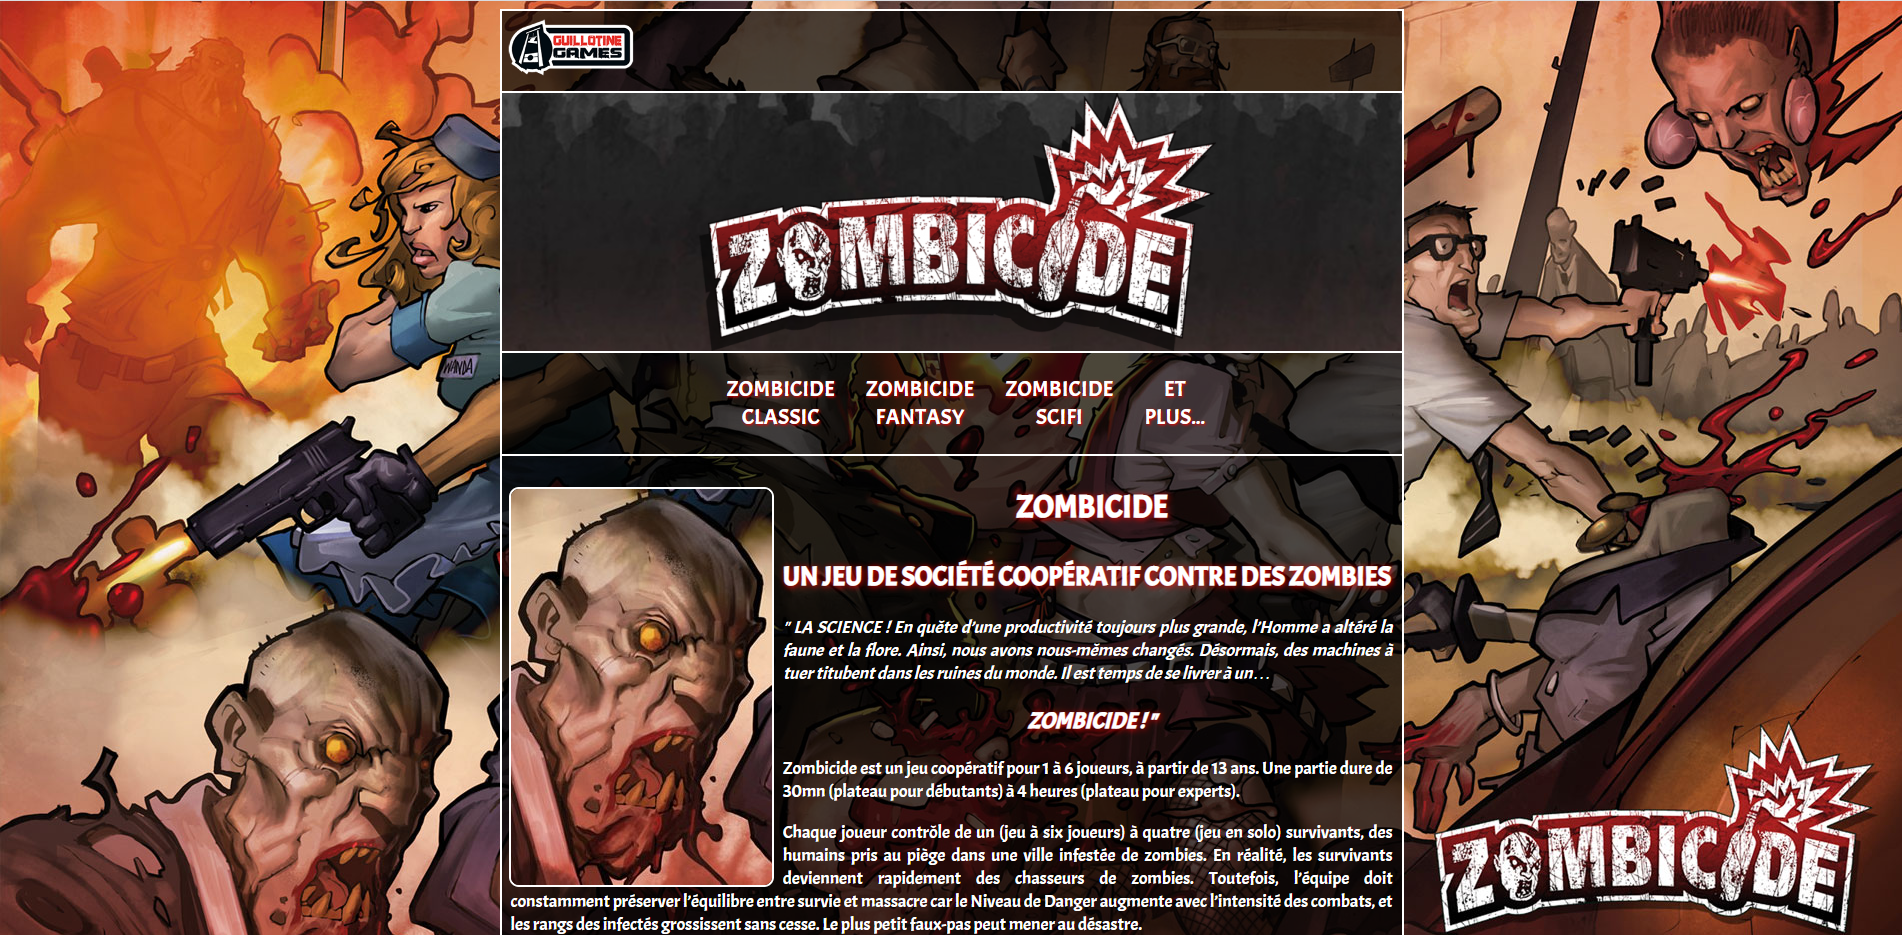 GUILLOTINE
GAMES
ZOMBICIDE
WANDA
ZOMBICIDE ZOMBICIDE ZOMBICIDE ET
CLASSIC FANTASY SCIFI PLUS...
ZOMBICIDE
UN JEU DE SOCIÉTÉ COOPÉRATIF CONTRE DES ZOMBIES
" LA SCIENCE ! En quête d'une productivité toujours plus grande, l'Homme a altéré la
faune et la flore. Ainsi, nous avons nous-mêmes changés. Désormais, des machines à
tuer titubent dans les ruines du monde. Il est temps de se livrer à un…
ZOMBICIDE ! "
Zombicide est un jeu coopératif pour 1 à 6 joueurs, à partir de 13 ans. Une partie dure de
30mn (plateau pour débutants) à 4 heures (plateau pour experts).
Chaque joueur contrôle de un (jeu à six joueurs) à quatre (jeu en solo) survivants, des
humains pris au piège dans une ville infestée de zombies. En réalité, les survivants
deviennent rapidement des chasseurs de zombies. Toutefois, l'équipe doit
constamment préserver l'équilibre entre survie et massacre car le Niveau de Danger augmente avec l'intensité des combats, et
les rangs des infectés grossissent sans cesse. Le plus petit faux-pas peut mener au désastre.
ZOMBICIDE